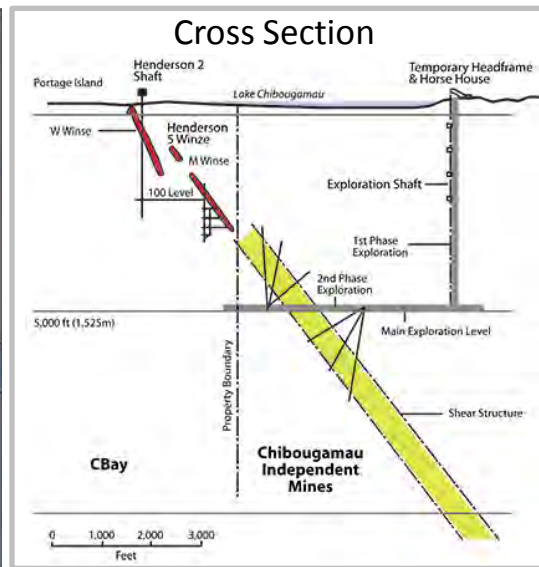 Cross Section
Henderson 2
Shaft
Temporary Headframe
& Horse House
Portage Island
Lake Chibougamau
W Winse
Henderson
5 Winze
M Winse
100 Level
Exploration Shaft
1st Phase
Exploration
2nd Phase
Exploration
5,000 ft (1,525m)
Main Exploration Level
Property Boundary
Shear Structure
CBay
Chibougamau
Independent
Mines
0 1,000 2,000 3,000
Feet